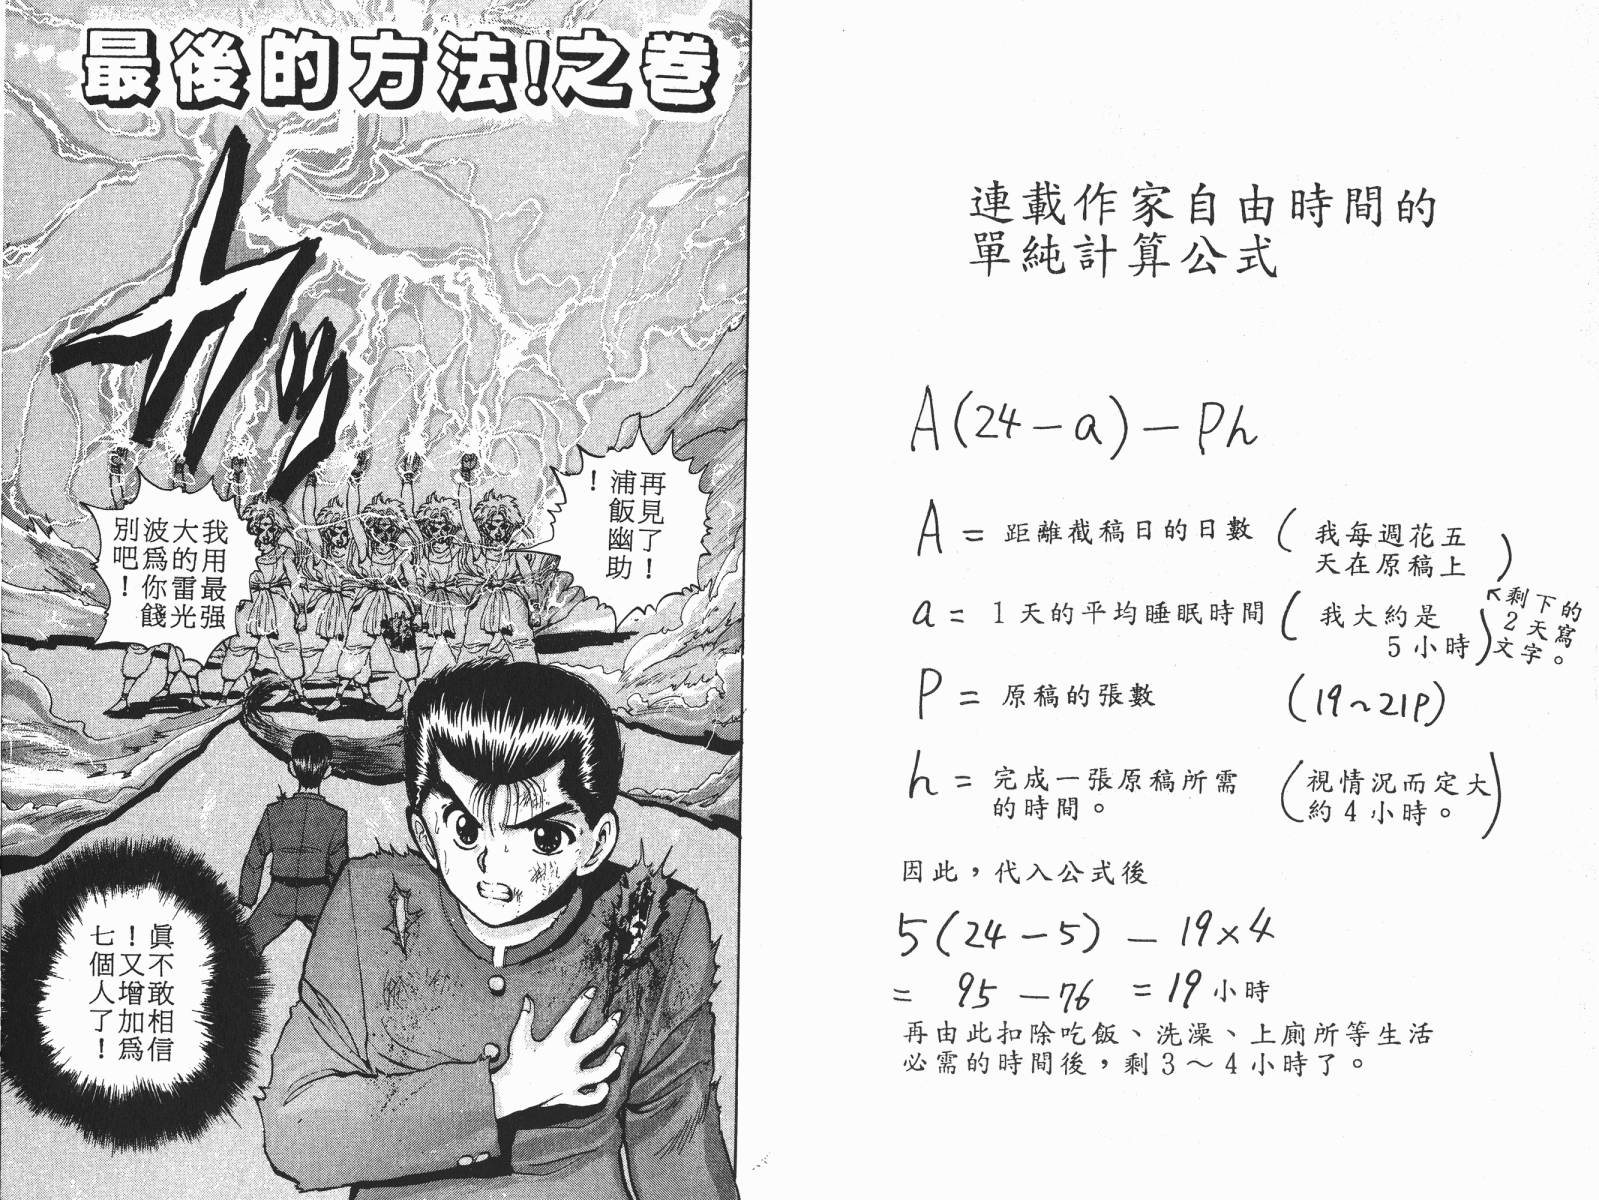 連載作家自由時間的
單純計算公式
A(24-a)-Ph
A = 距離截稿日的日數 (我每週花五
天在原稿上)
↖剩下的
2天寫
文字。
a = 1天的平均睡眠時間 (我大約是
5小時)
P = 原稿的張數 (19~21P)
h = 完成一張原稿所需
的時間。
(視情況而定大
約4小時。)
因此,代入公式後
5(24-5)-19×4
= 95-76 =19小時
再由此扣除吃飯、洗澡、上廁所等生活
必需的時間後,剩3~4小時了。
最後的方法!之卷
ガッ
再見了!
浦飯幽助
!
我用最强
大的雷光
波為你餞
別吧!
眞不敢相信
!又增加為
七個人了!